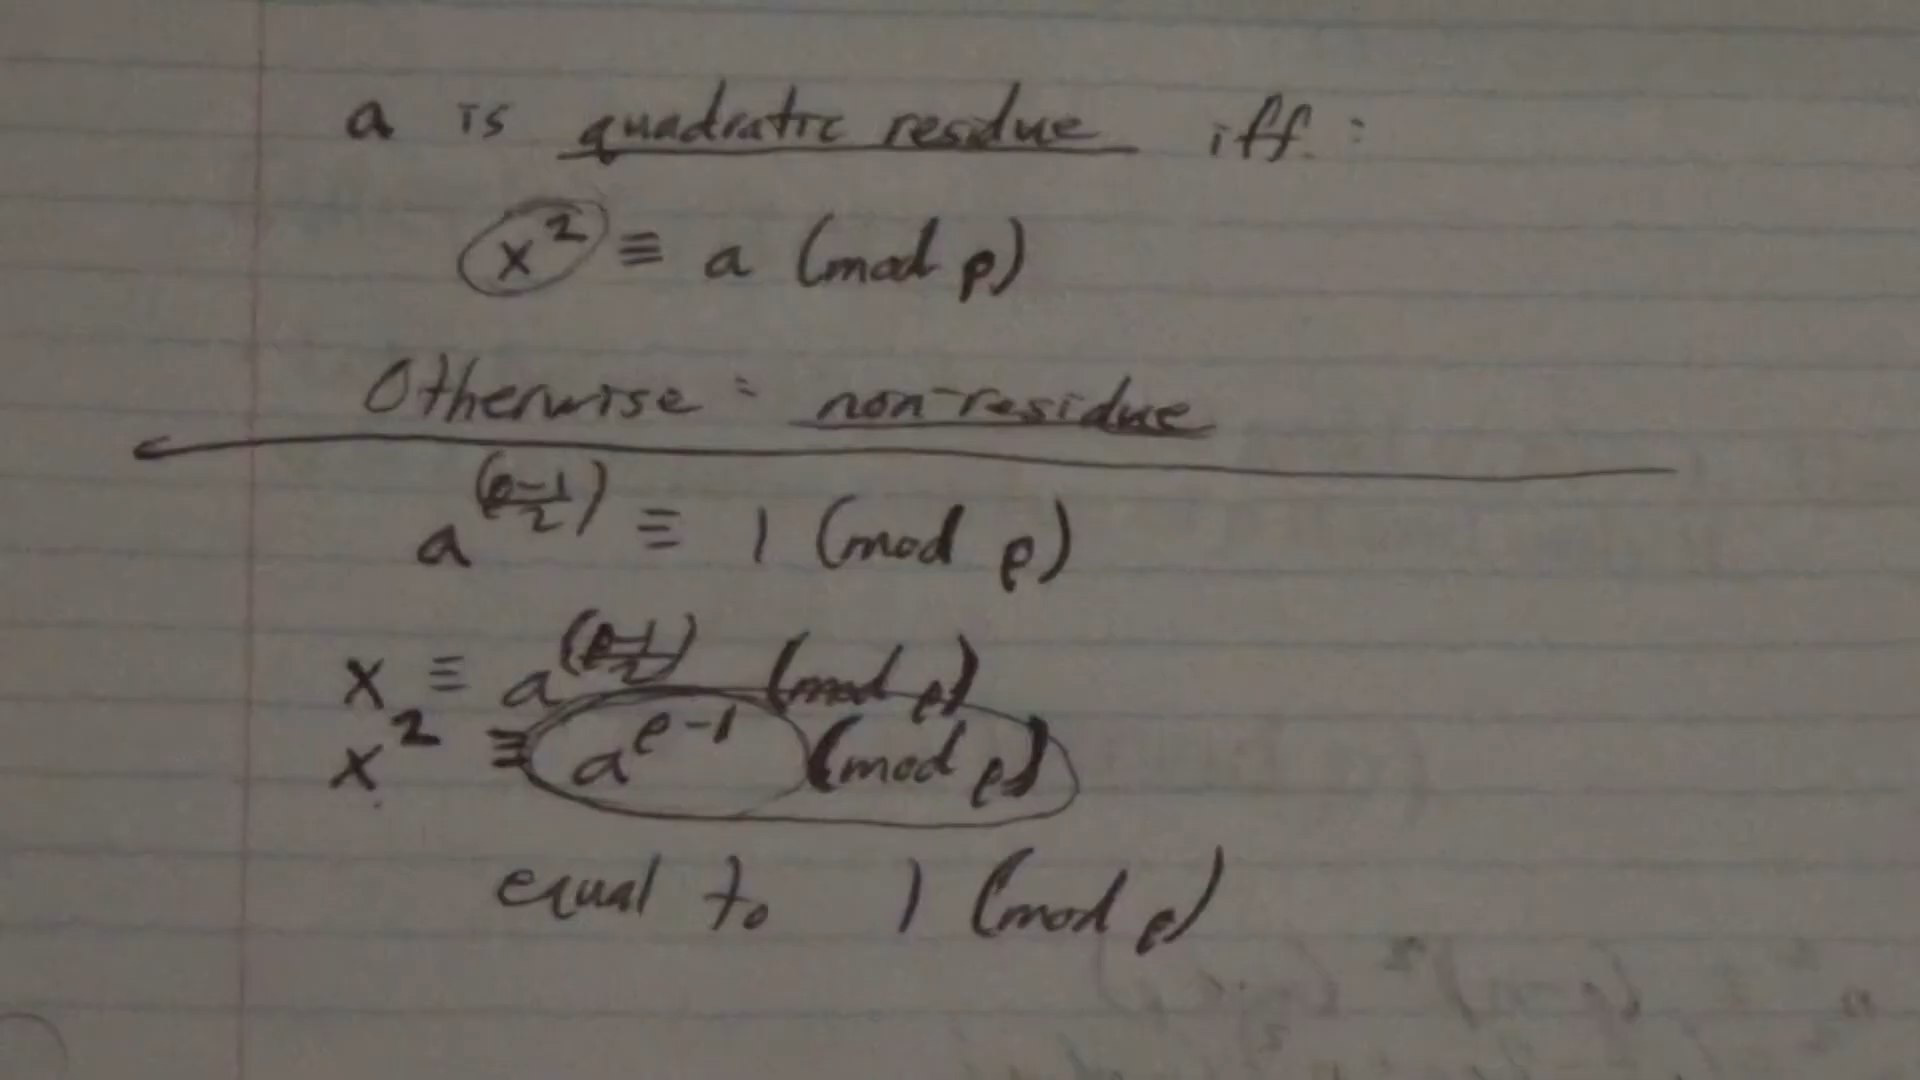 a is quadratic residue iff:
x² ≡ a (mod p)
Otherwise: non-residue
a^((p-1)/2) ≡ 1 (mod p)
x ≡ a^((p-1)/2) (mod p)
x² ≡ a^(p-1) (mod p)
equal to 1 (mod p)